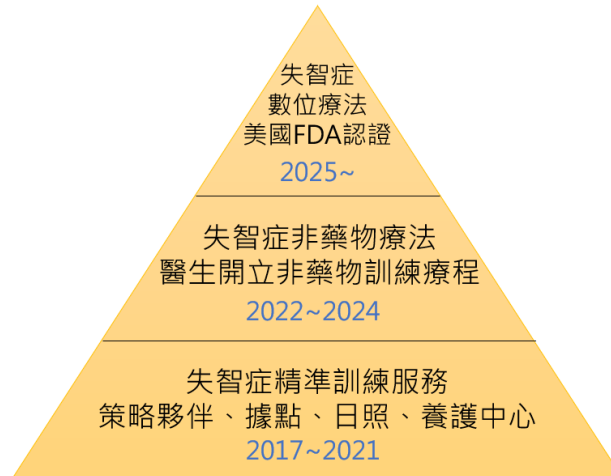 失智症
數位療法
美國FDA認證
2025~
失智症非藥物療法
醫生開立非藥物訓練療程
2022~2024
失智症精準訓練服務
策略夥伴、據點、日照、養護中心
2017~2021